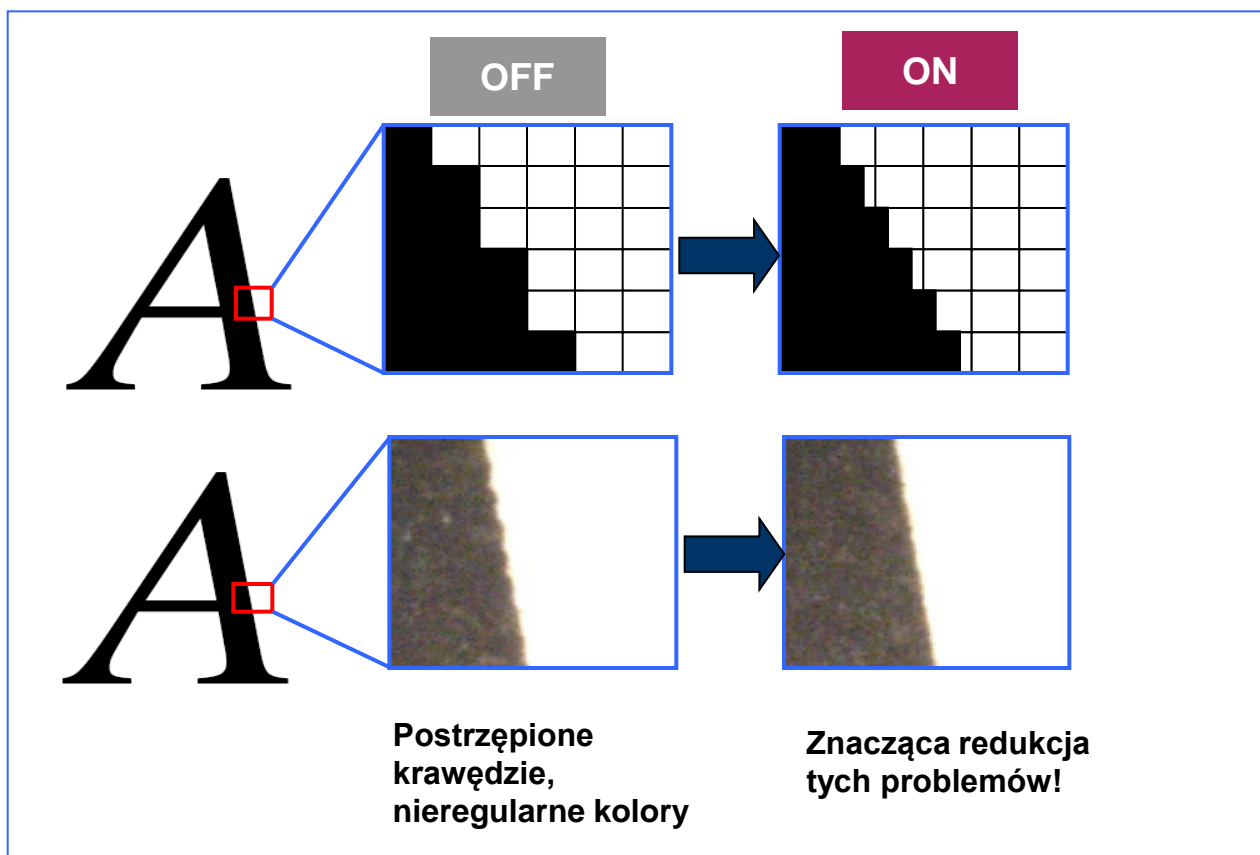 OFF
ON
A
A
Postrzępione
krawędzie,
nieregularne kolory
Znacząca redukcja
tych problemów!